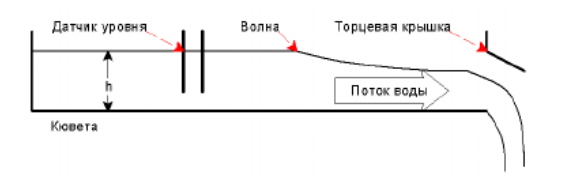 Датчик уровня
Волна
Торцевая крышка
h
Поток воды
Кювета